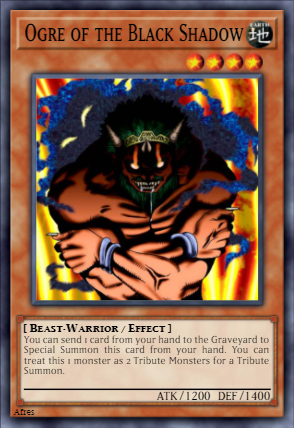 OGRE OF THE BLACK SHADOW
EARTH
地
[ BEAST-WARRIOR / EFFECT ]
You can send 1 card from your hand to the Graveyard to
Special Summon this card from your hand. You can
treat this 1 monster as 2 Tribute Monsters for a Tribute
Summon.
ATK / 1200 DEF / 1400